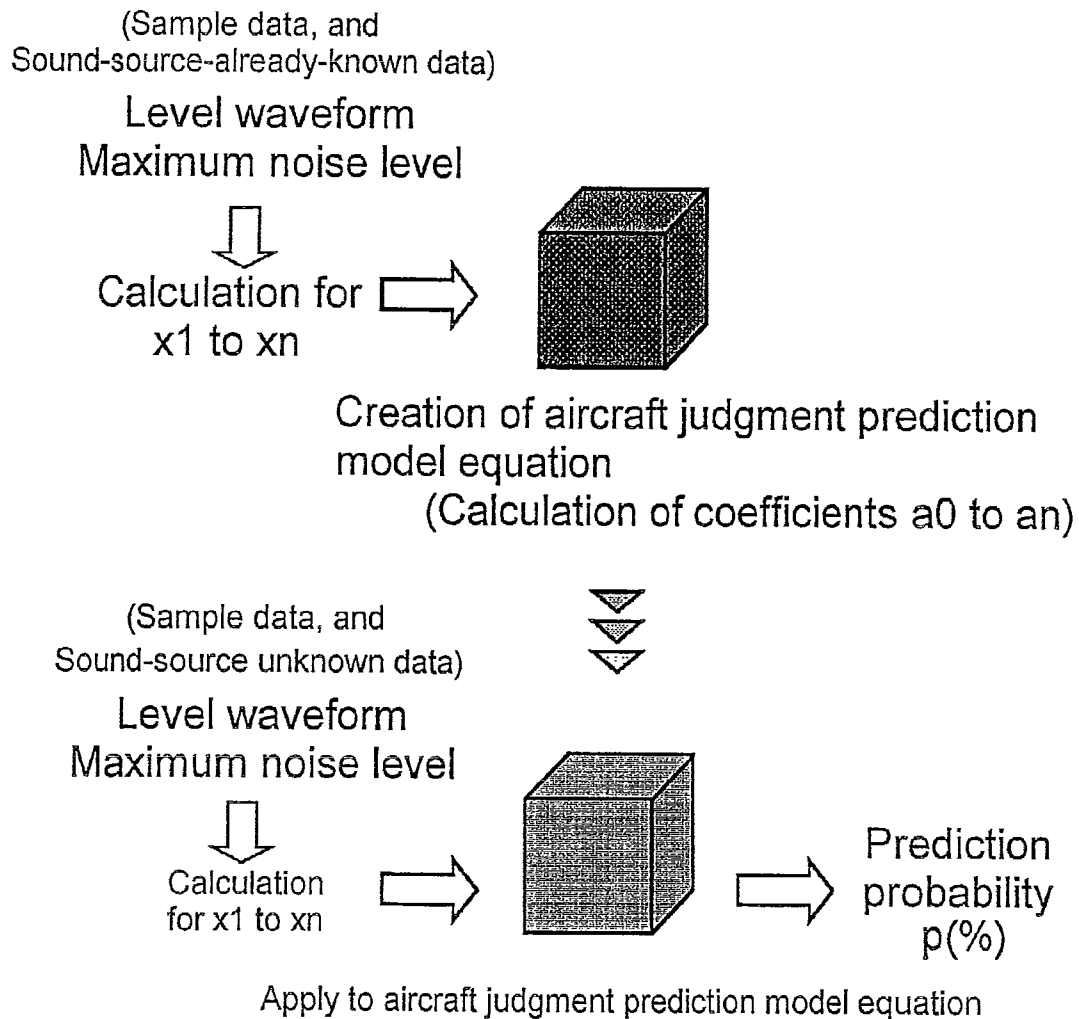 (Sample data, and
Sound-source-already-known data)
Level waveform
Maximum noise level
Calculation for
x1 to xn
Creation of aircraft judgment prediction
model equation
(Calculation of coefficients a0 to an)
(Sample data, and
Sound-source unknown data)
Level waveform
Maximum noise level
Calculation
for x1 to xn
Prediction
probability
p(%)
Apply to aircraft judgment prediction model equation